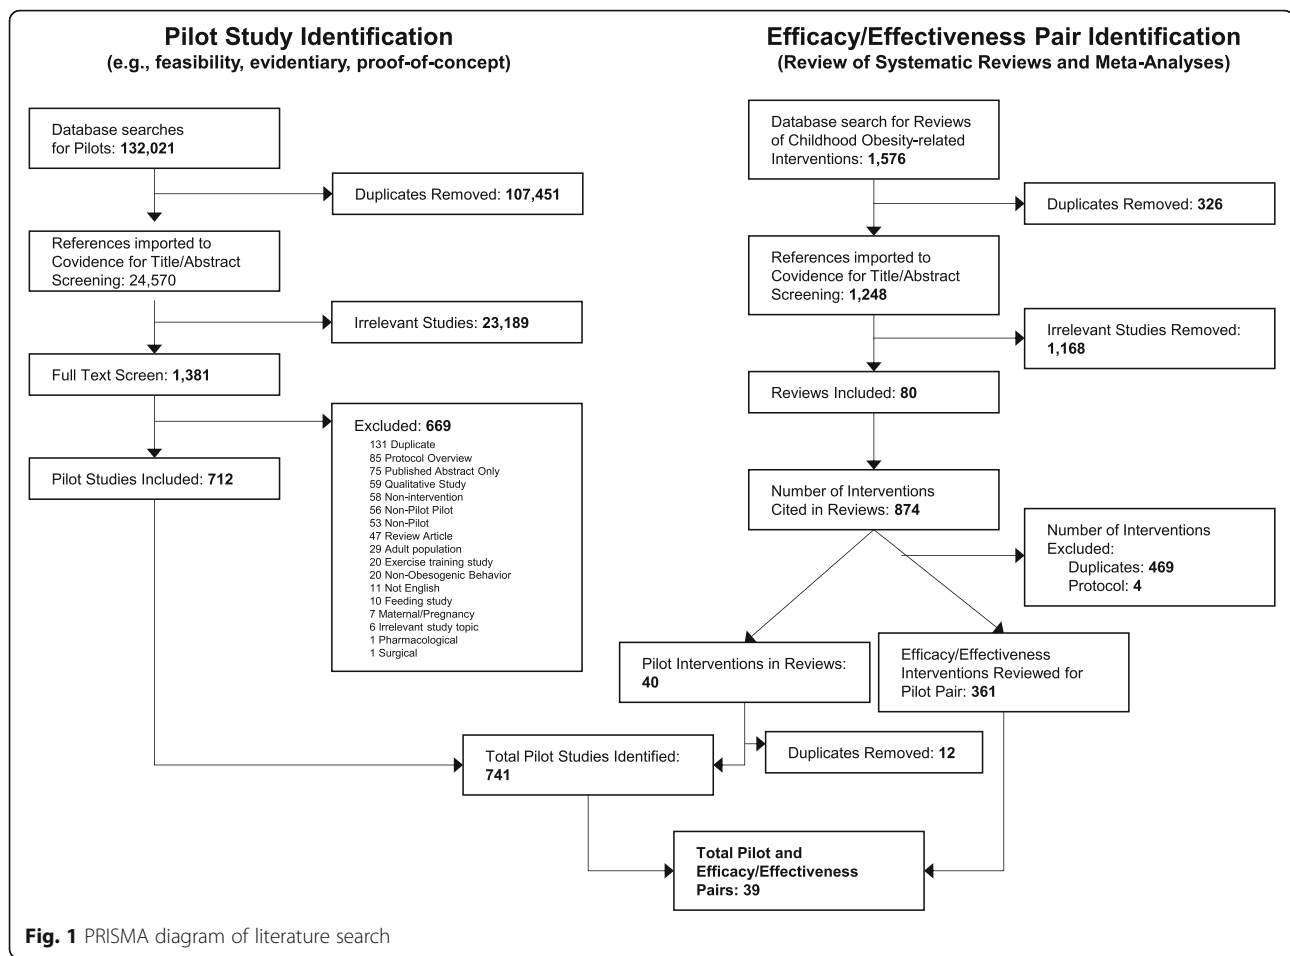 Pilot Study Identification
(e.g., feasibility, evidentiary, proof-of-concept)
Database searches
for Pilots: 132,021
Duplicates Removed: 107,451
References imported to
Covidence for Title/Abstract
Screening: 24,570
Irrelevant Studies: 23,189
Full Text Screen: 1,381
Excluded: 669
131 Duplicate
85 Protocol Overview
75 Published Abstract Only
59 Qualitative Study
58 Non-intervention
56 Non-Pilot Pilot
53 Non-Pilot
47 Review Article
29 Adult population
20 Exercise training study
20 Non-Obesogenic Behavior
11 Not English
10 Feeding study
7 Maternal/Pregnancy
6 Irrelevant study topic
1 Pharmacological
1 Surgical
Pilot Studies Included: 712
Efficacy/Effectiveness Pair Identification
(Review of Systematic Reviews and Meta-Analyses)
Database search for Reviews
of Childhood Obesity-related
Interventions: 1,576
Duplicates Removed: 326
References imported to
Covidence for Title/Abstract
Screening: 1,248
Irrelevant Studies Removed:
1,168
Reviews Included: 80
Number of Interventions
Cited in Reviews: 874
Number of Interventions
Excluded:
Duplicates: 469
Protocol: 4
Pilot Interventions in Reviews:
40
Efficacy/Effectiveness
Interventions Reviewed for
Pilot Pair: 361
Duplicates Removed: 12
Total Pilot Studies Identified:
741
Total Pilot and
Efficacy/Effectiveness
Pairs: 39
Fig. 1 PRISMA diagram of literature search